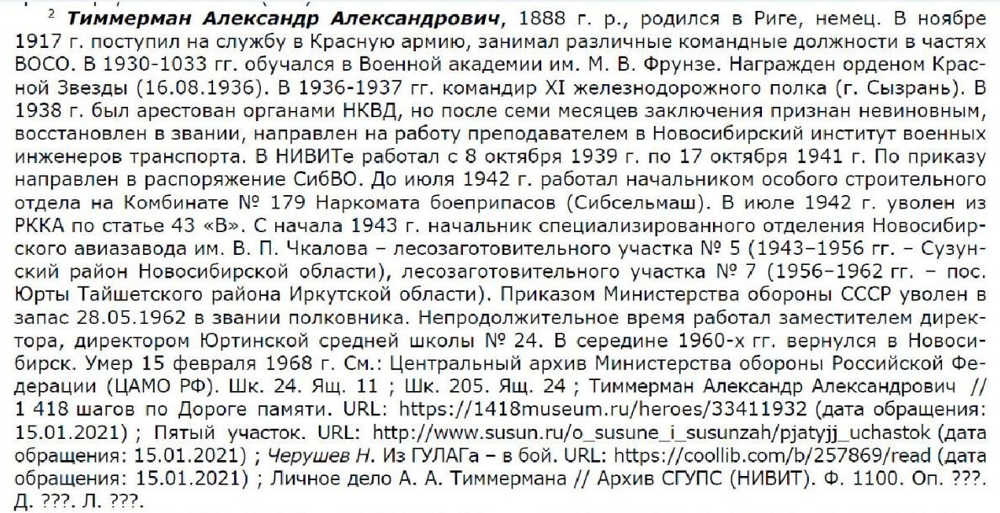 ² Тиммерман Александр Александрович, 1888 г. р., родился в Риге, немец. В ноябре
1917 г. поступил на службу в Красную армию, занимал различные командные должности в частях
ВОСО. В 1930-1033 гг. обучался в Военной академии им. М. В. Фрунзе. Награжден орденом Крас-
ной Звезды (16.08.1936). В 1936-1937 гг. командир XI железнодорожного полка (г. Сызрань). В
1938 г. был арестован органами НКВД, но после семи месяцев заключения признан невиновным,
восстановлен в звании, направлен на работу преподавателем в Новосибирский институт военных
инженеров транспорта. В НИВИТе работал с 8 октября 1939 г. по 17 октября 1941 г. По приказу
направлен в распоряжение СибВО. До июля 1942 г. работал начальником особого строительного
отдела на Комбинате № 179 Наркомата боеприпасов (Сибсельмаш). В июле 1942 г. уволен из
РККА по статье 43 «В». С начала 1943 г. начальник специализированного отделения Новосибир-
ского авиазавода им. В. П. Чкалова – лесозаготовительного участка № 5 (1943–1956 гг. – Сузун-
ский район Новосибирской области), лесозаготовительного участка № 7 (1956–1962 гг. – пос.
Юрты Тайшетского района Иркутской области). Приказом Министерства обороны СССР уволен в
запас 28.05.1962 в звании полковника. Непродолжительное время работал заместителем дирек-
тора, директором Юртинской средней школы № 24. В середине 1960-х гг. вернулся в Новоси-
бирск. Умер 15 февраля 1968 г. См.: Центральный архив Министерства обороны Российской Фе-
дерации (ЦАМО РФ). Шк. 24. Ящ. 11 ; Шк. 205. Ящ. 24 ; Тиммерман Александр Александрович //
1 418 шагов по Дороге памяти. URL: https://1418museum.ru/heroes/33411932 (дата обращения:
15.01.2021) ; Пятый участок. URL: http://www.susun.ru/o_susune_i_susunzah/pjatyjj_uchastok (дата
обращения: 15.01.2021) ; Черушев Н. Из ГУЛАГа – в бой. URL: https://coollib.com/b/257869/read (дата
обращения: 15.01.2021) ; Личное дело А. А. Тиммермана // Архив СГУПС (НИВИТ). Ф. 1100. Оп. ???.
Д. ???. Л. ???.